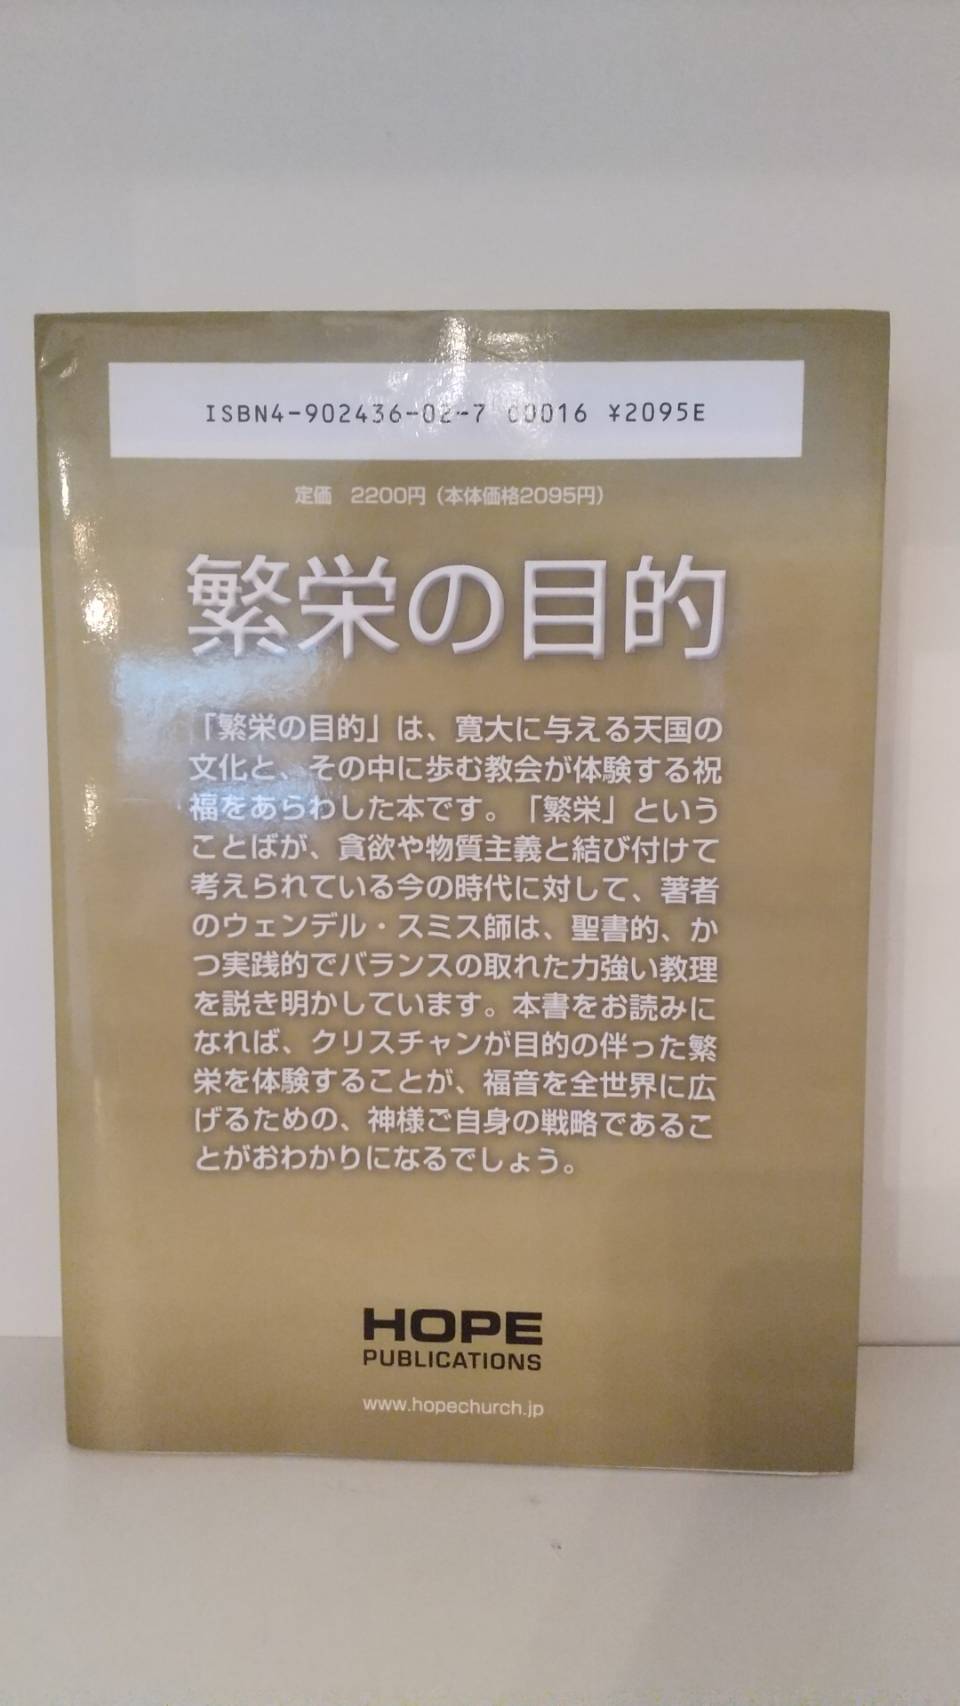 ISBN4-902436-02-7 C0016 ¥2095E
定価　2200円（本体価格2095円）
繁栄の目的
「繁栄の目的」は、寛大に与える天国の
文化と、その中に歩む教会が体験する祝
福をあらわした本です。「繁栄」という
ことばが、貪欲や物質主義と結び付けて
考えられている今の時代に対して、著者
のウェンデル・スミス師は、聖書的、か
つ実践的でバランスの取れた力強い教理
を説き明かしています。本書をお読みに
なれば、クリスチャンが目的の伴った繁
栄を体験することが、福音を全世界に広
げるための、神様ご自身の戦略であるこ
とがおわかりになるでしょう。
HOPE
PUBLICATIONS
www.hopechurch.jp